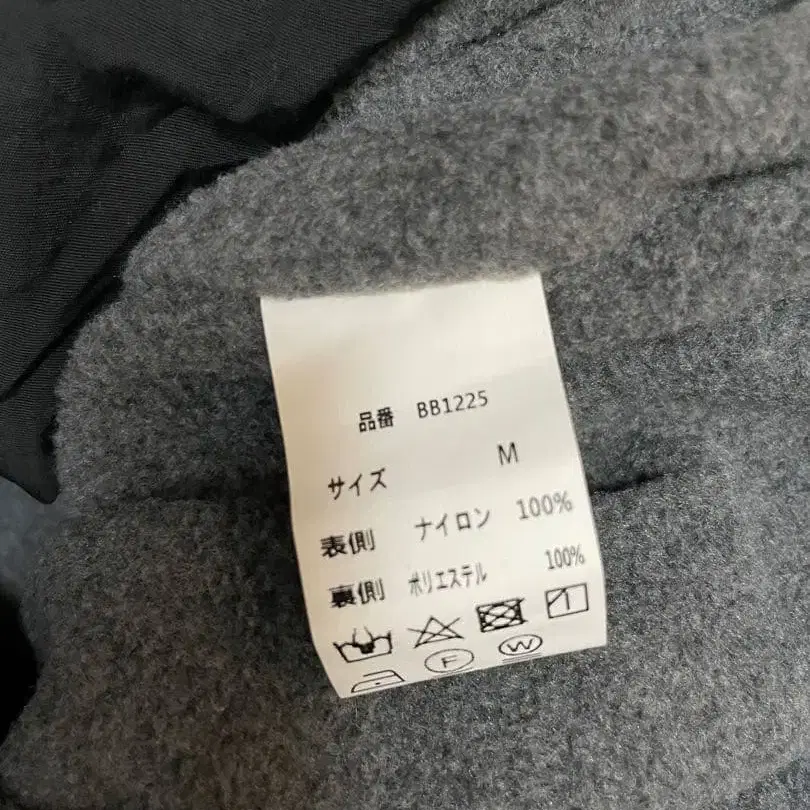 品番 BB1225
サイズ M
表側 ナイロン 100%
裏側 ポリエステル 100%
F W